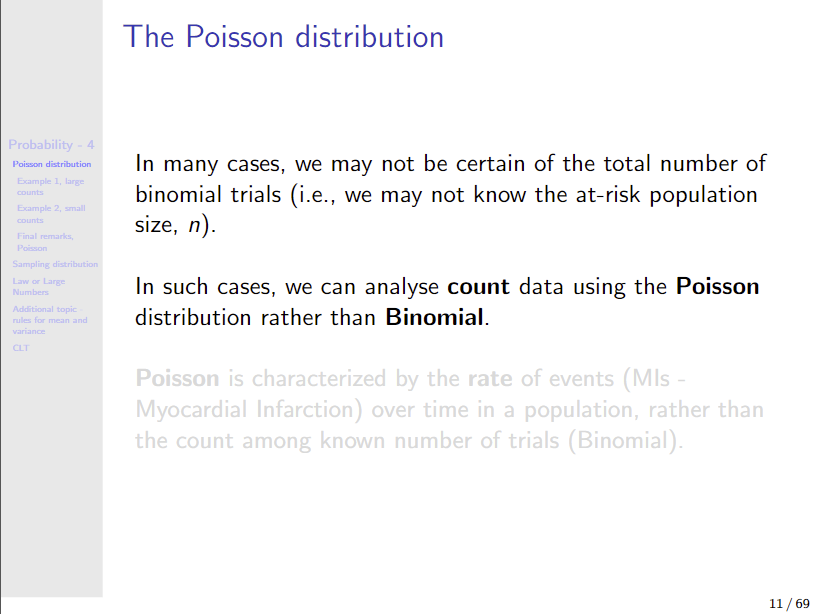 The Poisson distribution
Probability - 4
Poisson distribution
Example 1, large
counts
Example 2, small
counts
Final remarks,
Poisson
Sampling distribution
Law or Large
Numbers
Additional topic -
rules for mean and
variance
CLT
In many cases, we may not be certain of the total number of
binomial trials (i.e., we may not know the at-risk population
size, n).
In such cases, we can analyse count data using the Poisson
distribution rather than Binomial.
Poisson is characterized by the rate of events (MIs -
Myocardial Infarction) over time in a population, rather than
the count among known number of trials (Binomial).
11 / 69